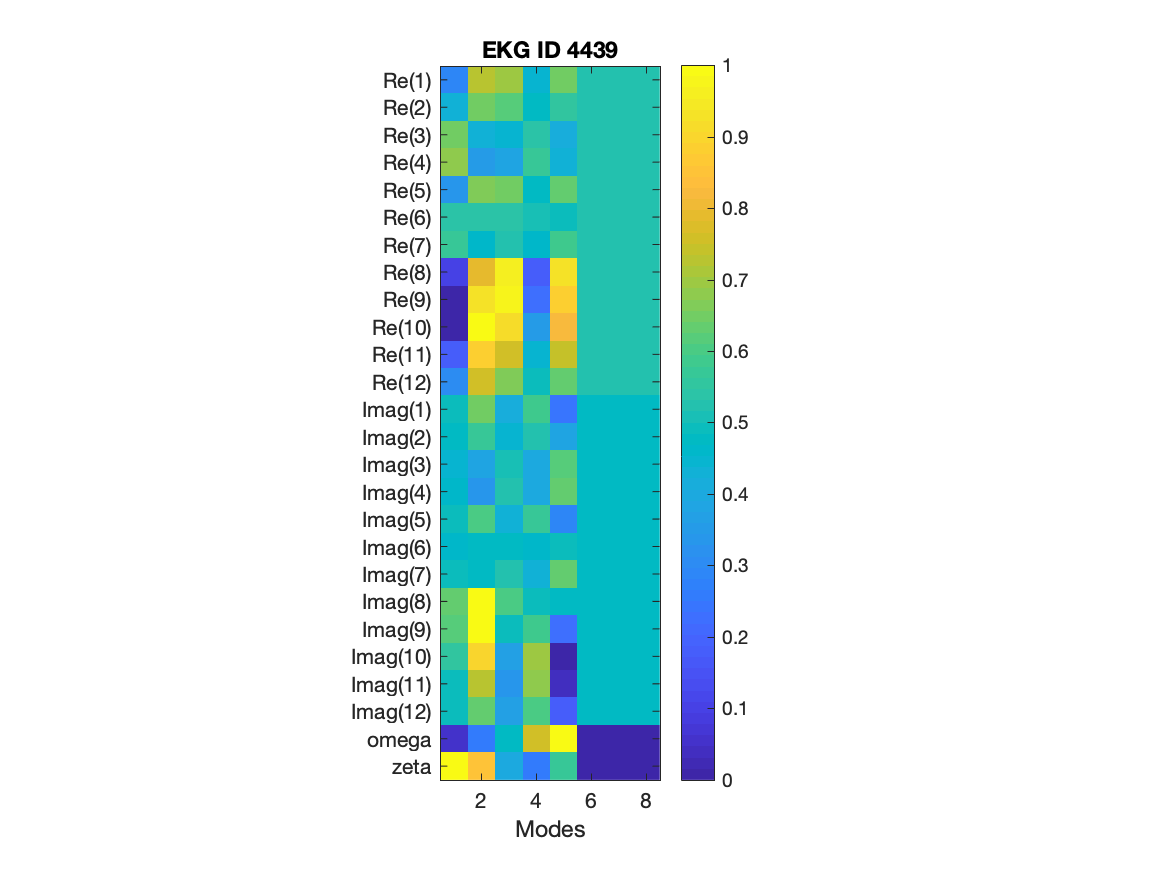 EKG ID 4439
Re(1)
Re(2)
Re(3)
Re(4)
Re(5)
Re(6)
Re(7)
Re(8)
Re(9)
Re(10)
Re(11)
Re(12)
Imag(1)
Imag(2)
Imag(3)
Imag(4)
Imag(5)
Imag(6)
Imag(7)
Imag(8)
Imag(9)
Imag(10)
Imag(11)
Imag(12)
omega
zeta
2 4 6 8
Modes
1
0.9
0.8
0.7
0.6
0.5
0.4
0.3
0.2
0.1
0